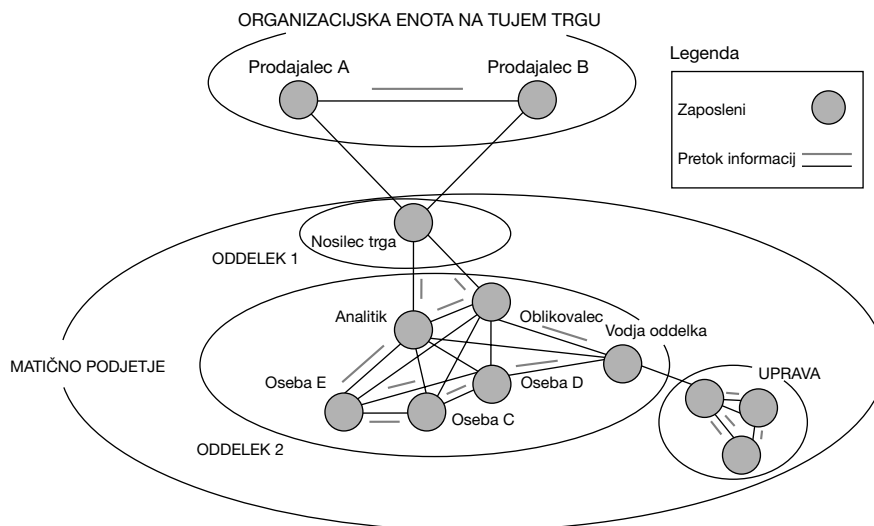 ORGANIZACIJSKA ENOTA NA TUJEM TRGU
Prodajalec A
Prodajalec B
Legenda
Zaposleni
Pretok informacij
Nosilec trga
ODDELEK 1
Analitik
Oblikovalec
Vodja oddelka
MATIČNO PODJETJE
UPRAVA
Oseba E
Oseba D
Oseba C
ODDELEK 2